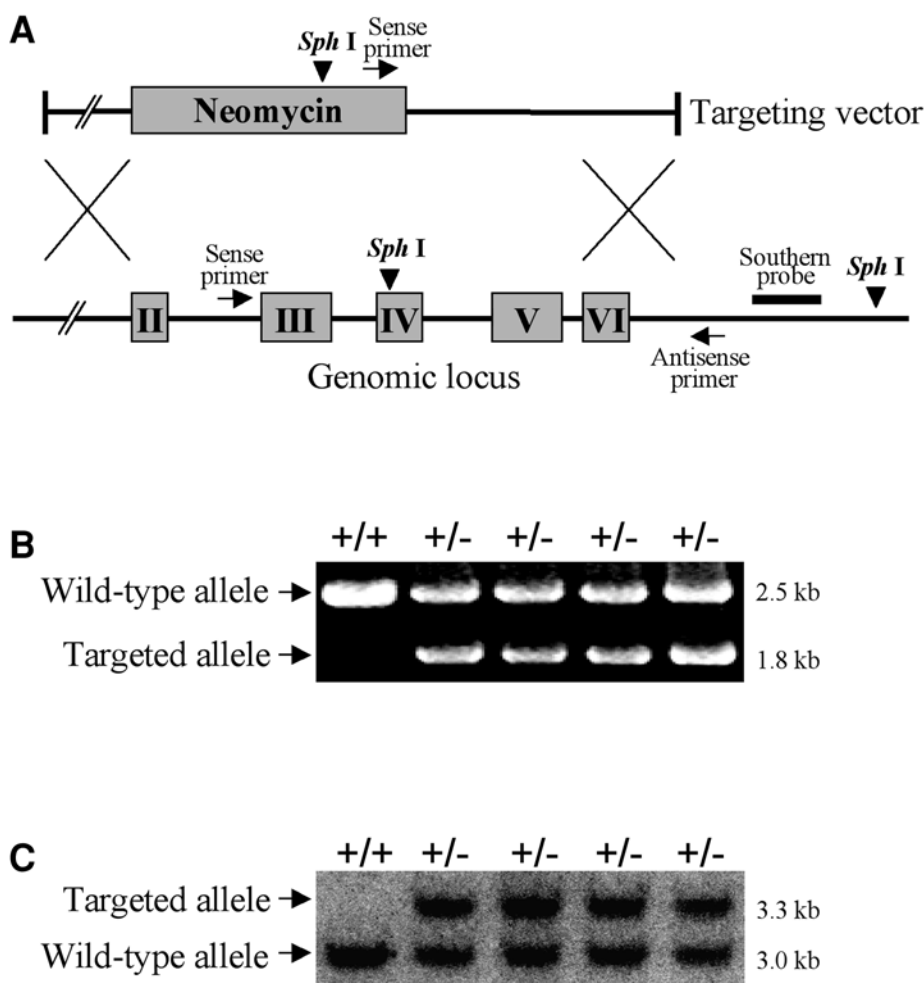 A
Sph I
Sense
primer
Neomycin
Targeting vector
Sense
primer
Sph I
Southern
probe
Sph I
II
III
IV
V
VI
Antisense
primer
Genomic locus
B
+/+ +/- +/- +/- +/-
Wild-type allele
2.5 kb
Targeted allele
1.8 kb
C
+/+ +/- +/- +/- +/-
Targeted allele
3.3 kb
Wild-type allele
3.0 kb